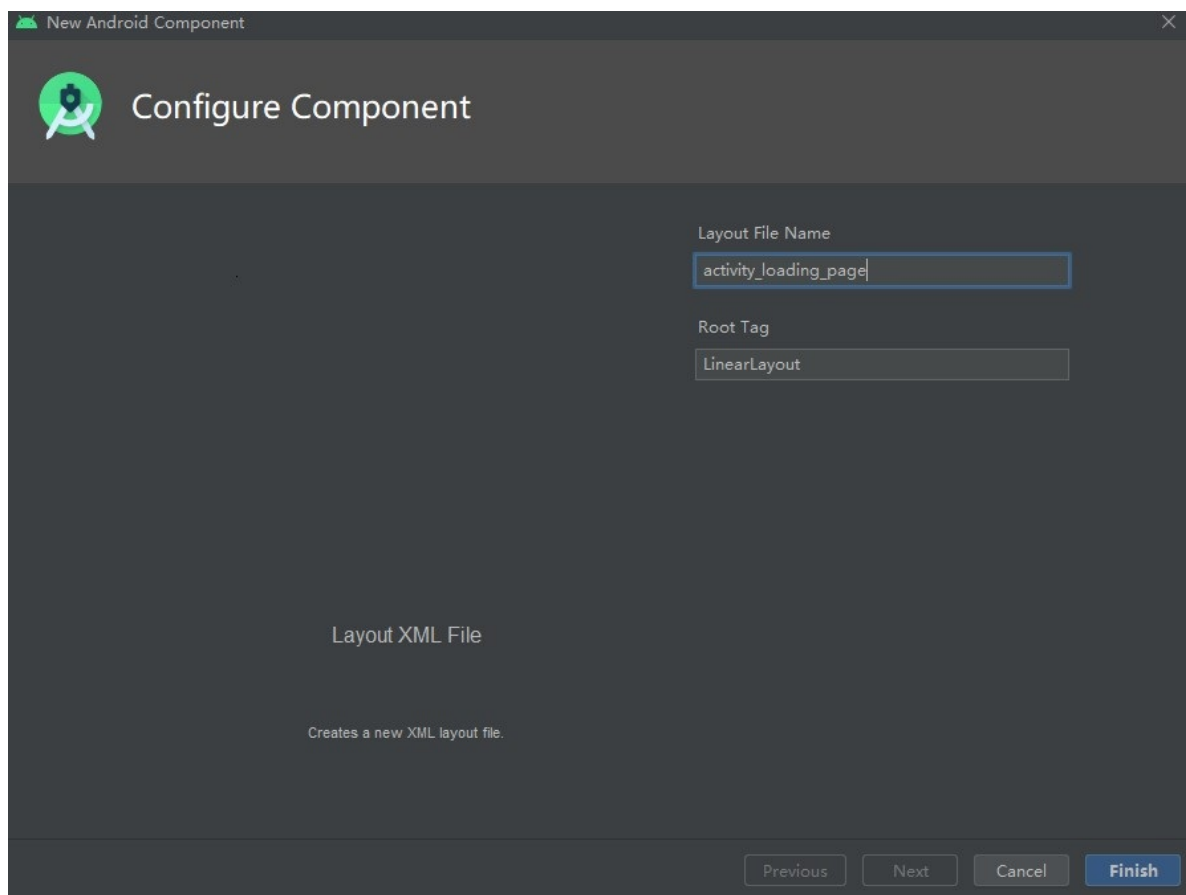 New Android Component
Configure Component
Layout File Name
activity_loading_page
Root Tag
LinearLayout
Layout XML File
Creates a new XML layout file.
Previous Next Cancel Finish